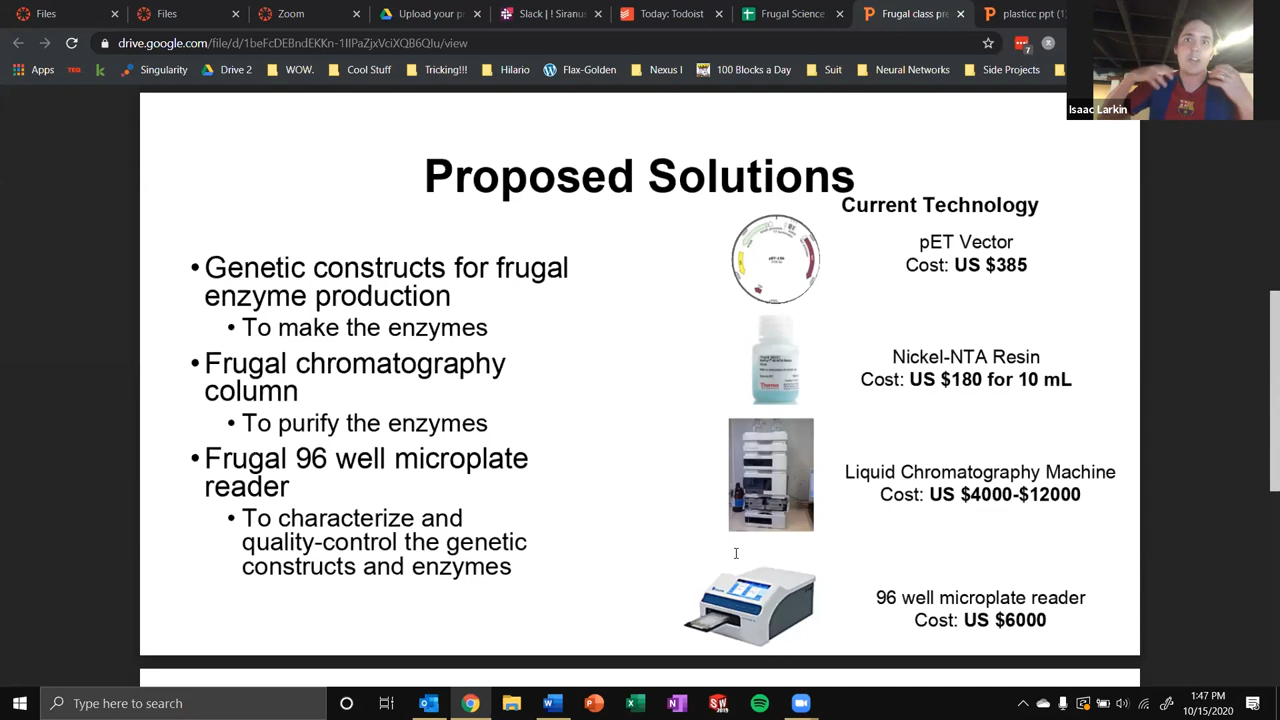 Files
Files
Zoom
Upload your pr
Slack | ! Siranus
Today: Todoist
Frugal Science
Frugal class pre
plasticc ppt (1)
drive.google.com/file/d/1beFcDEBndEKKn-1IIPaZjxVciXQB6QIu/view
7
Apps
TED
Singularity
Drive 2
WOW.
Cool Stuff
Tricking!!!
Hilario
Flax-Golden
Nexus I
100 Blocks a Day
Suit
Neural Networks
Side Projects
Isaac Larkin
Proposed Solutions
Current Technology
•Genetic constructs for frugal
enzyme production
• To make the enzymes
•Frugal chromatography
column
• To purify the enzymes
•Frugal 96 well microplate
reader
• To characterize and
quality-control the genetic
constructs and enzymes
pET Vector
Cost: US $385
Nickel-NTA Resin
Cost: US $180 for 10 mL
Liquid Chromatography Machine
Cost: US $4000-$12000
96 well microplate reader
Cost: US $6000
Type here to search
1:47 PM
10/15/2020